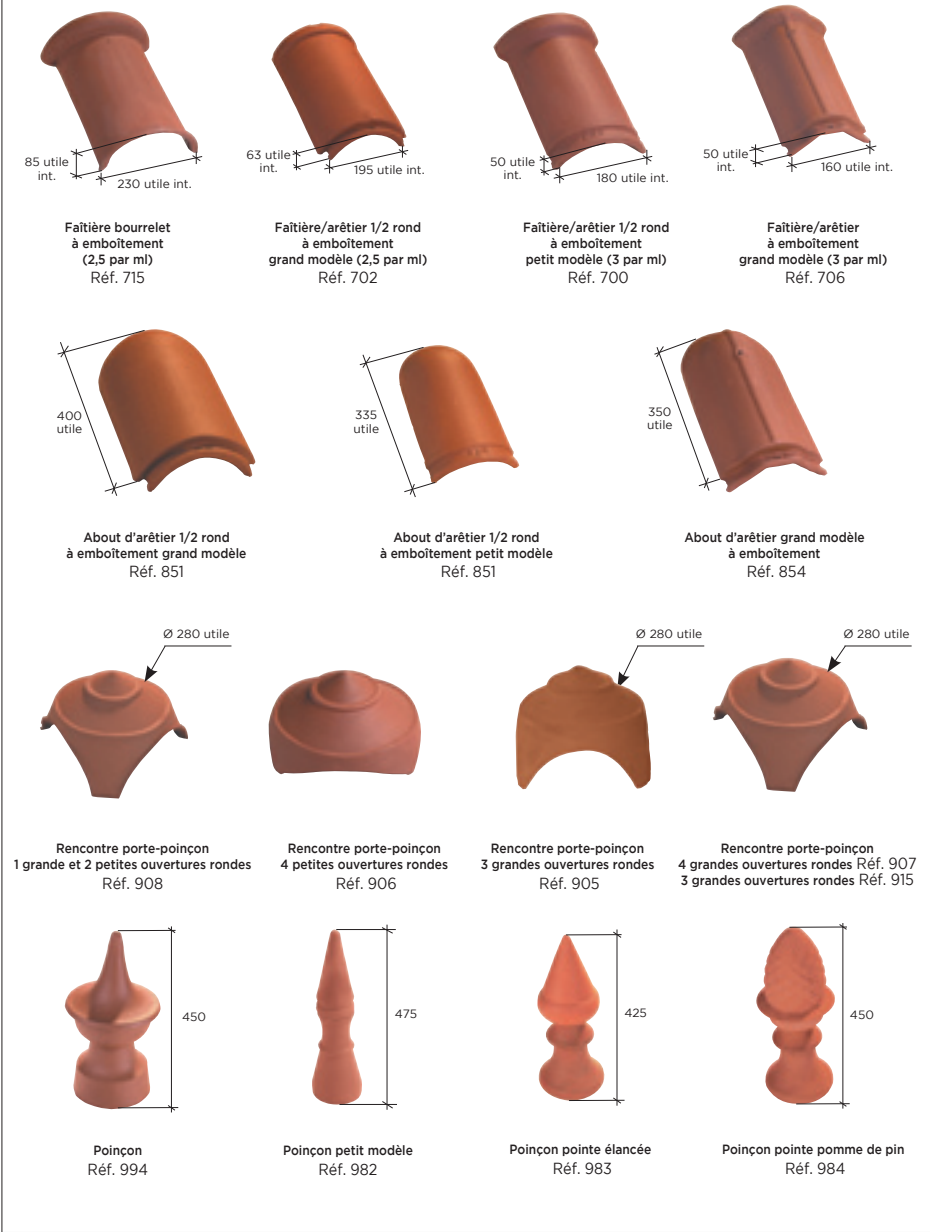 85 utile
int.
230 utile int.
63 utile
int.
195 utile int.
50 utile
int.
180 utile int.
50 utile
int.
160 utile int.
Faîtière bourrelet
à emboîtement
(2,5 par ml)
Réf. 715
Faîtière/arêtier 1/2 rond
à emboîtement
grand modèle (2,5 par ml)
Réf. 702
Faîtière/arêtier 1/2 rond
à emboîtement
petit modèle (3 par ml)
Réf. 700
Faîtière/arêtier
à emboîtement
grand modèle (3 par ml)
Réf. 706
400
utile
335
utile
350
utile
About d'arêtier 1/2 rond
à emboîtement grand modèle
Réf. 851
About d'arêtier 1/2 rond
à emboîtement petit modèle
Réf. 851
About d'arêtier grand modèle
à emboîtement
Réf. 854
Ø 280 utile
Ø 280 utile
Ø 280 utile
Rencontre porte-poinçon
1 grande et 2 petites ouvertures rondes
Réf. 908
Rencontre porte-poinçon
4 petites ouvertures rondes
Réf. 906
Rencontre porte-poinçon
3 grandes ouvertures rondes
Réf. 905
Rencontre porte-poinçon
4 grandes ouvertures rondes Réf. 907
3 grandes ouvertures rondes Réf. 915
450
475
425
450
Poinçon
Réf. 994
Poinçon petit modèle
Réf. 982
Poinçon pointe élancée
Réf. 983
Poinçon pointe pomme de pin
Réf. 984